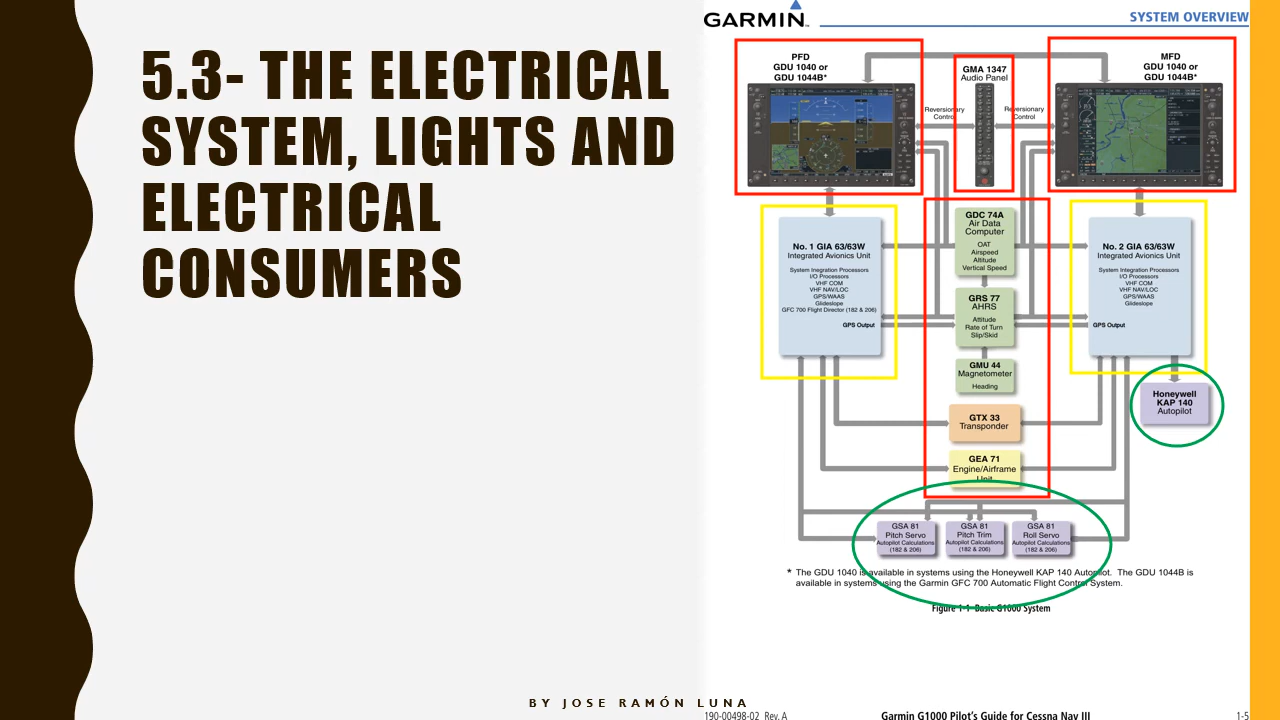 5.3- THE ELECTRICAL
SYSTEM, LIGHTS AND
ELECTRICAL
CONSUMERS
GARMIN
SYSTEM OVERVIEW
PFD
GDU 1040 or
GDU 1044B*
GMA 1347
Audio Panel
MFD
GDU 1040 or
GDU 1044B*
Reversionary
Control
Reversionary
Control
No. 1 GIA 63/63W
Integrated Avionics Unit
System Inegration Processors
I/O Processors
VHF COM
VHF NAV/LOC
GPS/WAAS
Glideslope
GFC 700 Flight Director (182 & 206)
GPS Output
GDC 74A
Air Data
Computer
OAT
Airspeed
Altitude
Vertical Speed
GRS 77
AHRS
Attitude
Rate of Turn
Slip/Skid
GMU 44
Magnetometer
Heading
GTX 33
Transponder
GEA 71
Engine/Airframe
Unit
No. 2 GIA 63/63W
Integrated Avionics Unit
System Integration Processors
I/O Processors
VHF COM
VHF NAV/LOC
GPS/WAAS
Glideslope
GPS Output
Honeywell
KAP 140
Autopilot
GSA 81
Pitch Servo
Autopilot Calculations
(182 & 206)
GSA 81
Pitch Trim
Autopilot Calculations
(182 & 206)
GSA 81
Roll Servo
Autopilot Calculations
(182 & 206)
* The GDU 1040 is available in systems using the Honeywell KAP 140 Autopilot. The GDU 1044B is
available in systems using the Garmin GFC 700 Automatic Flight Control System.
Figure 1-1 Basic G1000 System
BY JOSE RAMÓN LUNA
190-00498-02 Rev. A
Garmin G1000 Pilot's Guide for Cessna Nav III
1-5